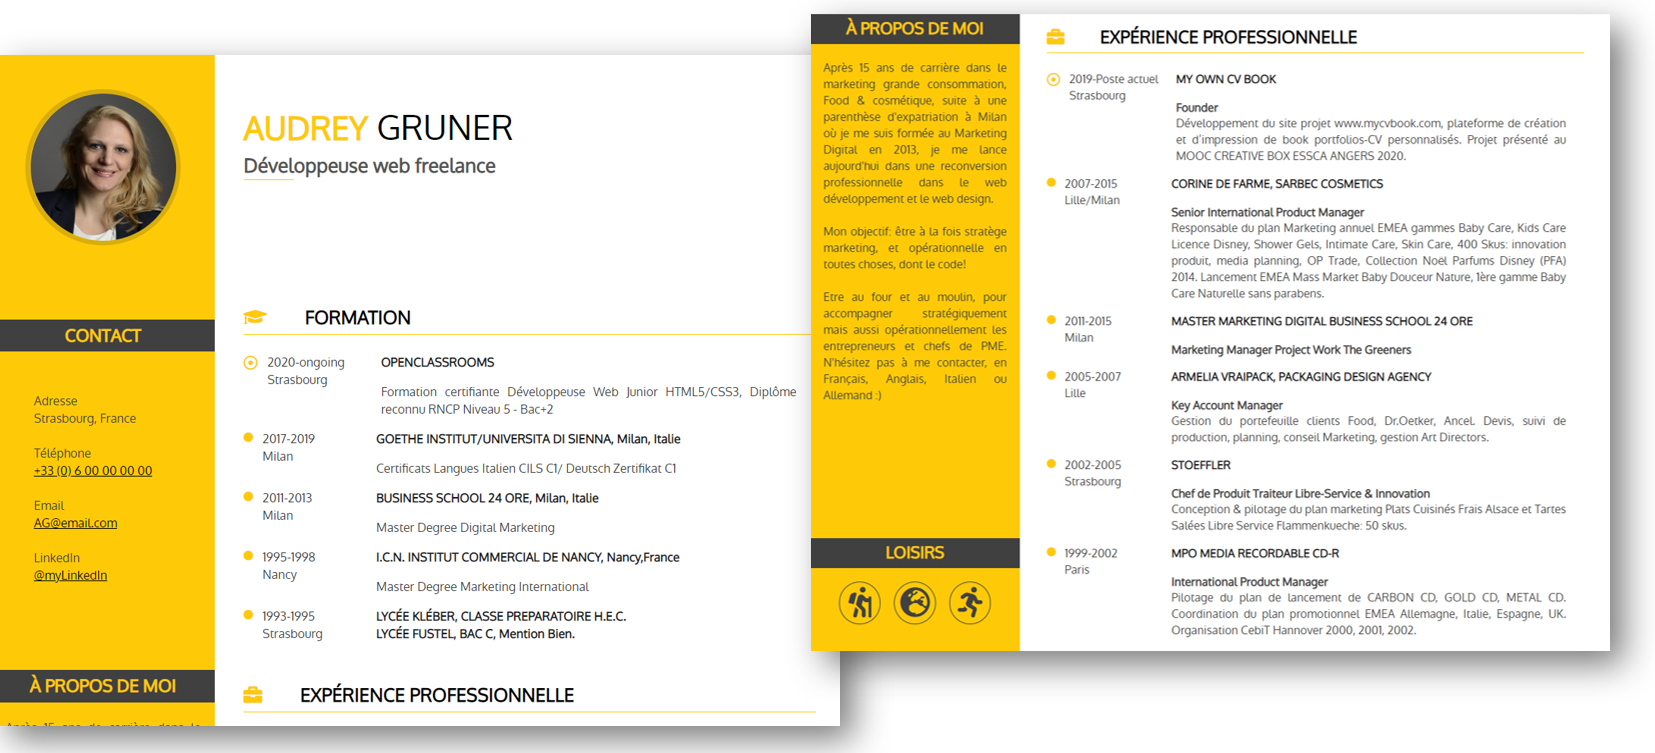 AUDREY GRUNER
Développeuse web freelance
CONTACT
Adresse
Strasbourg, France
Téléphone
+33 (0) 6 00 00 00 00
Email
AG@email.com
LinkedIn
@myLinkedIn
À PROPOS DE MOI
Après 15 ans de carrière dans le
FORMATION
2020-ongoing
Strasbourg
OPENCLASSROOMS
Formation certifiante Développeuse Web Junior HTML5/CSS3, Diplôme
reconnu RNCP Niveau 5 - Bac+2
2017-2019
Milan
GOETHE INSTITUT/UNIVERSITA DI SIENNA, Milan, Italie
Certificats Langues Italien CILS C1/ Deutsch Zertifikat C1
2011-2013
Milan
BUSINESS SCHOOL 24 ORE, Milan, Italie
Master Degree Digital Marketing
1995-1998
Nancy
I.C.N. INSTITUT COMMERCIAL DE NANCY, Nancy,France
Master Degree Marketing International
1993-1995
Strasbourg
LYCÉE KLÉBER, CLASSE PREPARATOIRE H.E.C.
LYCÉE FUSTEL, BAC C, Mention Bien.
EXPÉRIENCE PROFESSIONNELLE
À PROPOS DE MOI
Après 15 ans de carrière dans le
marketing grande consommation,
Food & cosmétique, suite à une
parenthèse d'expatriation à Milan
où je me suis formée au Marketing
Digital en 2013, je me lance
aujourd'hui dans une reconversion
professionnelle dans le web
développement et le web design.
Mon objectif: être à la fois stratège
marketing, et opérationnelle en
toutes choses, dont le code!
Etre au four et au moulin, pour
accompagner stratégiquement
mais aussi opérationnellement les
entrepreneurs et chefs de PME.
N'hésitez pas à me contacter, en
Français, Anglais, Italien ou
Allemand :)
LOISIRS
EXPÉRIENCE PROFESSIONNELLE
2019-Poste actuel
Strasbourg
MY OWN CV BOOK
Founder
Développement du site projet www.mycvbook.com, plateforme de création
et d'impression de book portfolios-CV personnalisés. Projet présenté au
MOOC CREATIVE BOX ESSCA ANGERS 2020.
2007-2015
Lille/Milan
CORINE DE FARME, SARBEC COSMETICS
Senior International Product Manager
Responsable du plan Marketing annuel EMEA gammes Baby Care, Kids Care
Licence Disney, Shower Gels, Intimate Care, Skin Care, 400 Skus: innovation
produit, media planning, OP Trade, Collection Noël Parfums Disney (PFA)
2014. Lancement EMEA Mass Market Baby Douceur Nature, 1ère gamme Baby
Care Naturelle sans parabens.
2011-2015
Milan
MASTER MARKETING DIGITAL BUSINESS SCHOOL 24 ORE
Marketing Manager Project Work The Greeners
2005-2007
Lille
ARMELIA VRAIPACK, PACKAGING DESIGN AGENCY
Key Account Manager
Gestion du portefeuille clients Food, Dr.Oetker, Ancel. Devis, suivi de
production, planning, conseil Marketing, gestion Art Directors.
2002-2005
Strasbourg
STOEFFLER
Chef de Produit Traiteur Libre-Service & Innovation
Conception & pilotage du plan marketing Plats Cuisinés Frais Alsace et Tartes
Salées Libre Service Flammenkueche: 50 skus.
1999-2002
Paris
MPO MEDIA RECORDABLE CD-R
International Product Manager
Pilotage du plan de lancement de CARBON CD, GOLD CD, METAL CD.
Coordination du plan promotionnel EMEA Allemagne, Italie, Espagne, UK.
Organisation CebiT Hannover 2000, 2001, 2002.